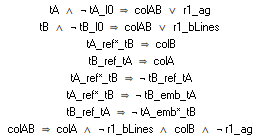 tA ∧ ¬ tA_l0 ⇒ colAB ∨ r1_ag
tB ∧ ¬ tB_l0 ⇒ colAB ∨ r1_bLines
tA_ref*_tB ⇒ colB
tB_ref_tA ⇒ colA
tA_ref*_tB ⇒ ¬ tB_ref_tA
tA_ref*_tB ⇒ ¬ tB_emb_tA
tB_ref_tA ⇒ ¬ tA_emb*_tB
colAB ⇒ colA ∧ ¬ r1_bLines ∧ colB ∧ ¬ r1_ag